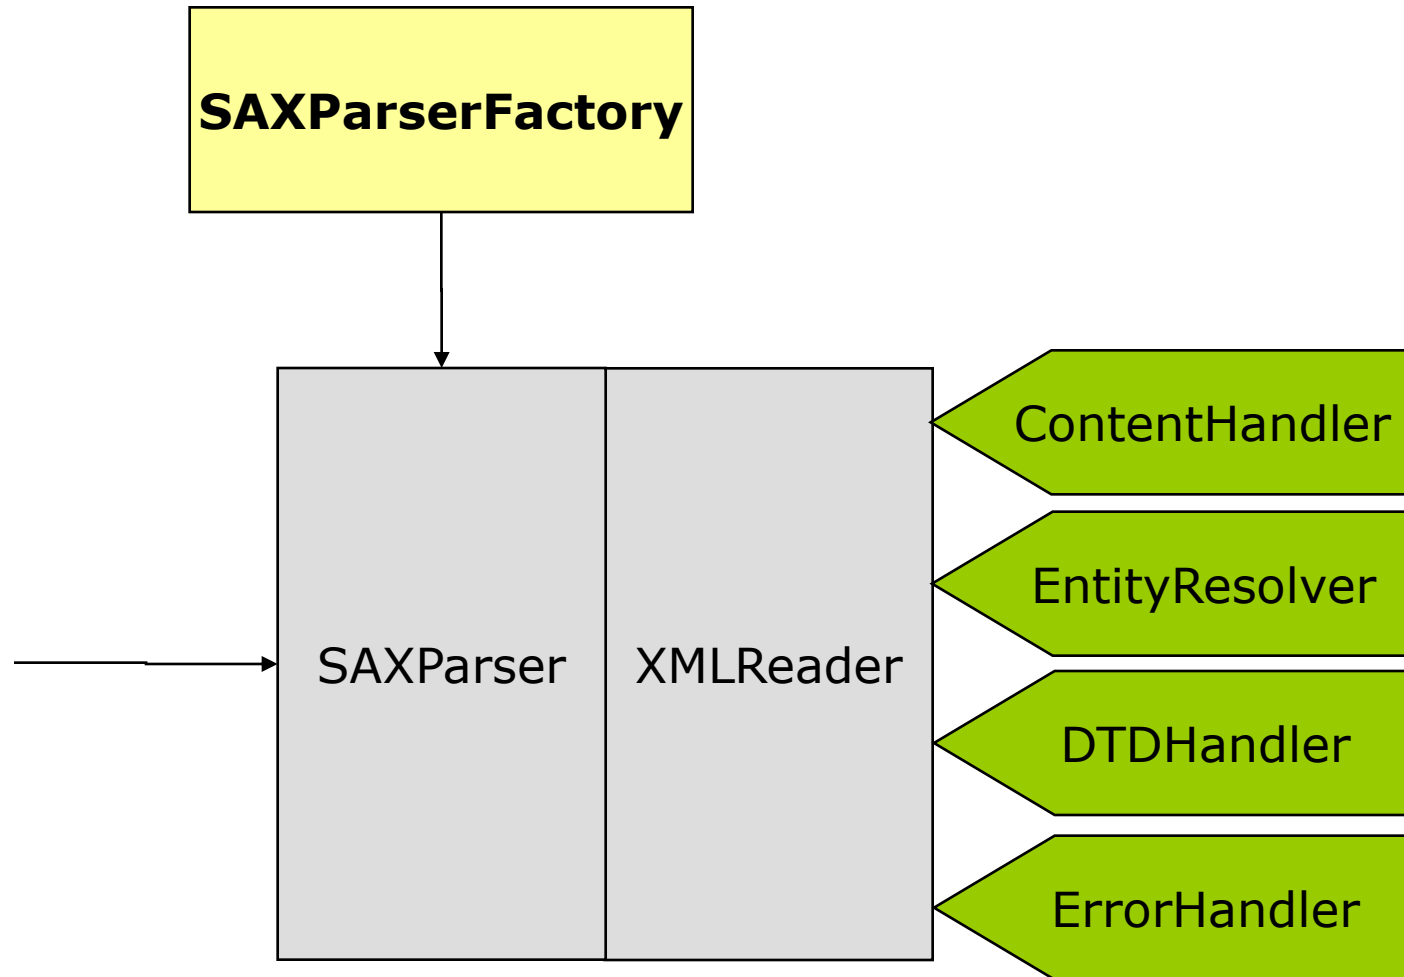 SAXParserFactory
ContentHandler
EntityResolver
SAXParser
XMLReader
DTDHandler
ErrorHandler